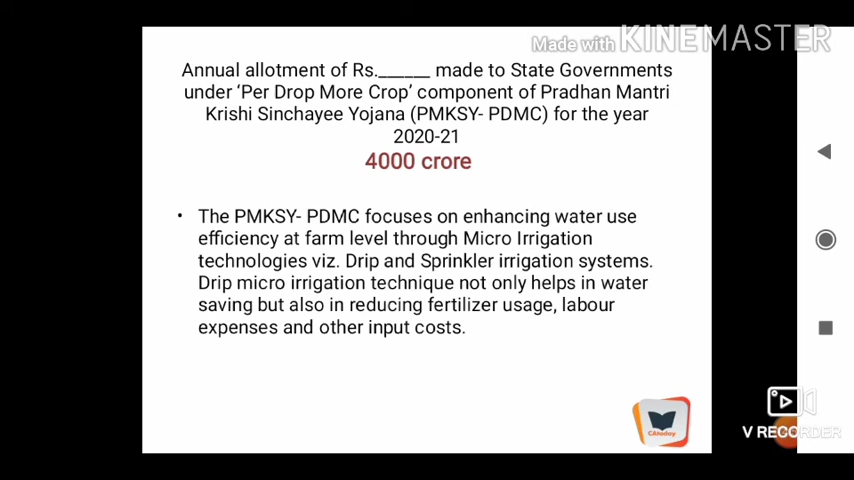 Made with KINEMASTER
Annual allotment of Rs.______ made to State Governments
under ‘Per Drop More Crop’ component of Pradhan Mantri
Krishi Sinchayee Yojana (PMKSY- PDMC) for the year
2020-21
4000 crore
• The PMKSY- PDMC focuses on enhancing water use
efficiency at farm level through Micro Irrigation
technologies viz. Drip and Sprinkler irrigation systems.
Drip micro irrigation technique not only helps in water
saving but also in reducing fertilizer usage, labour
expenses and other input costs.
CAtoday
V RECORDER